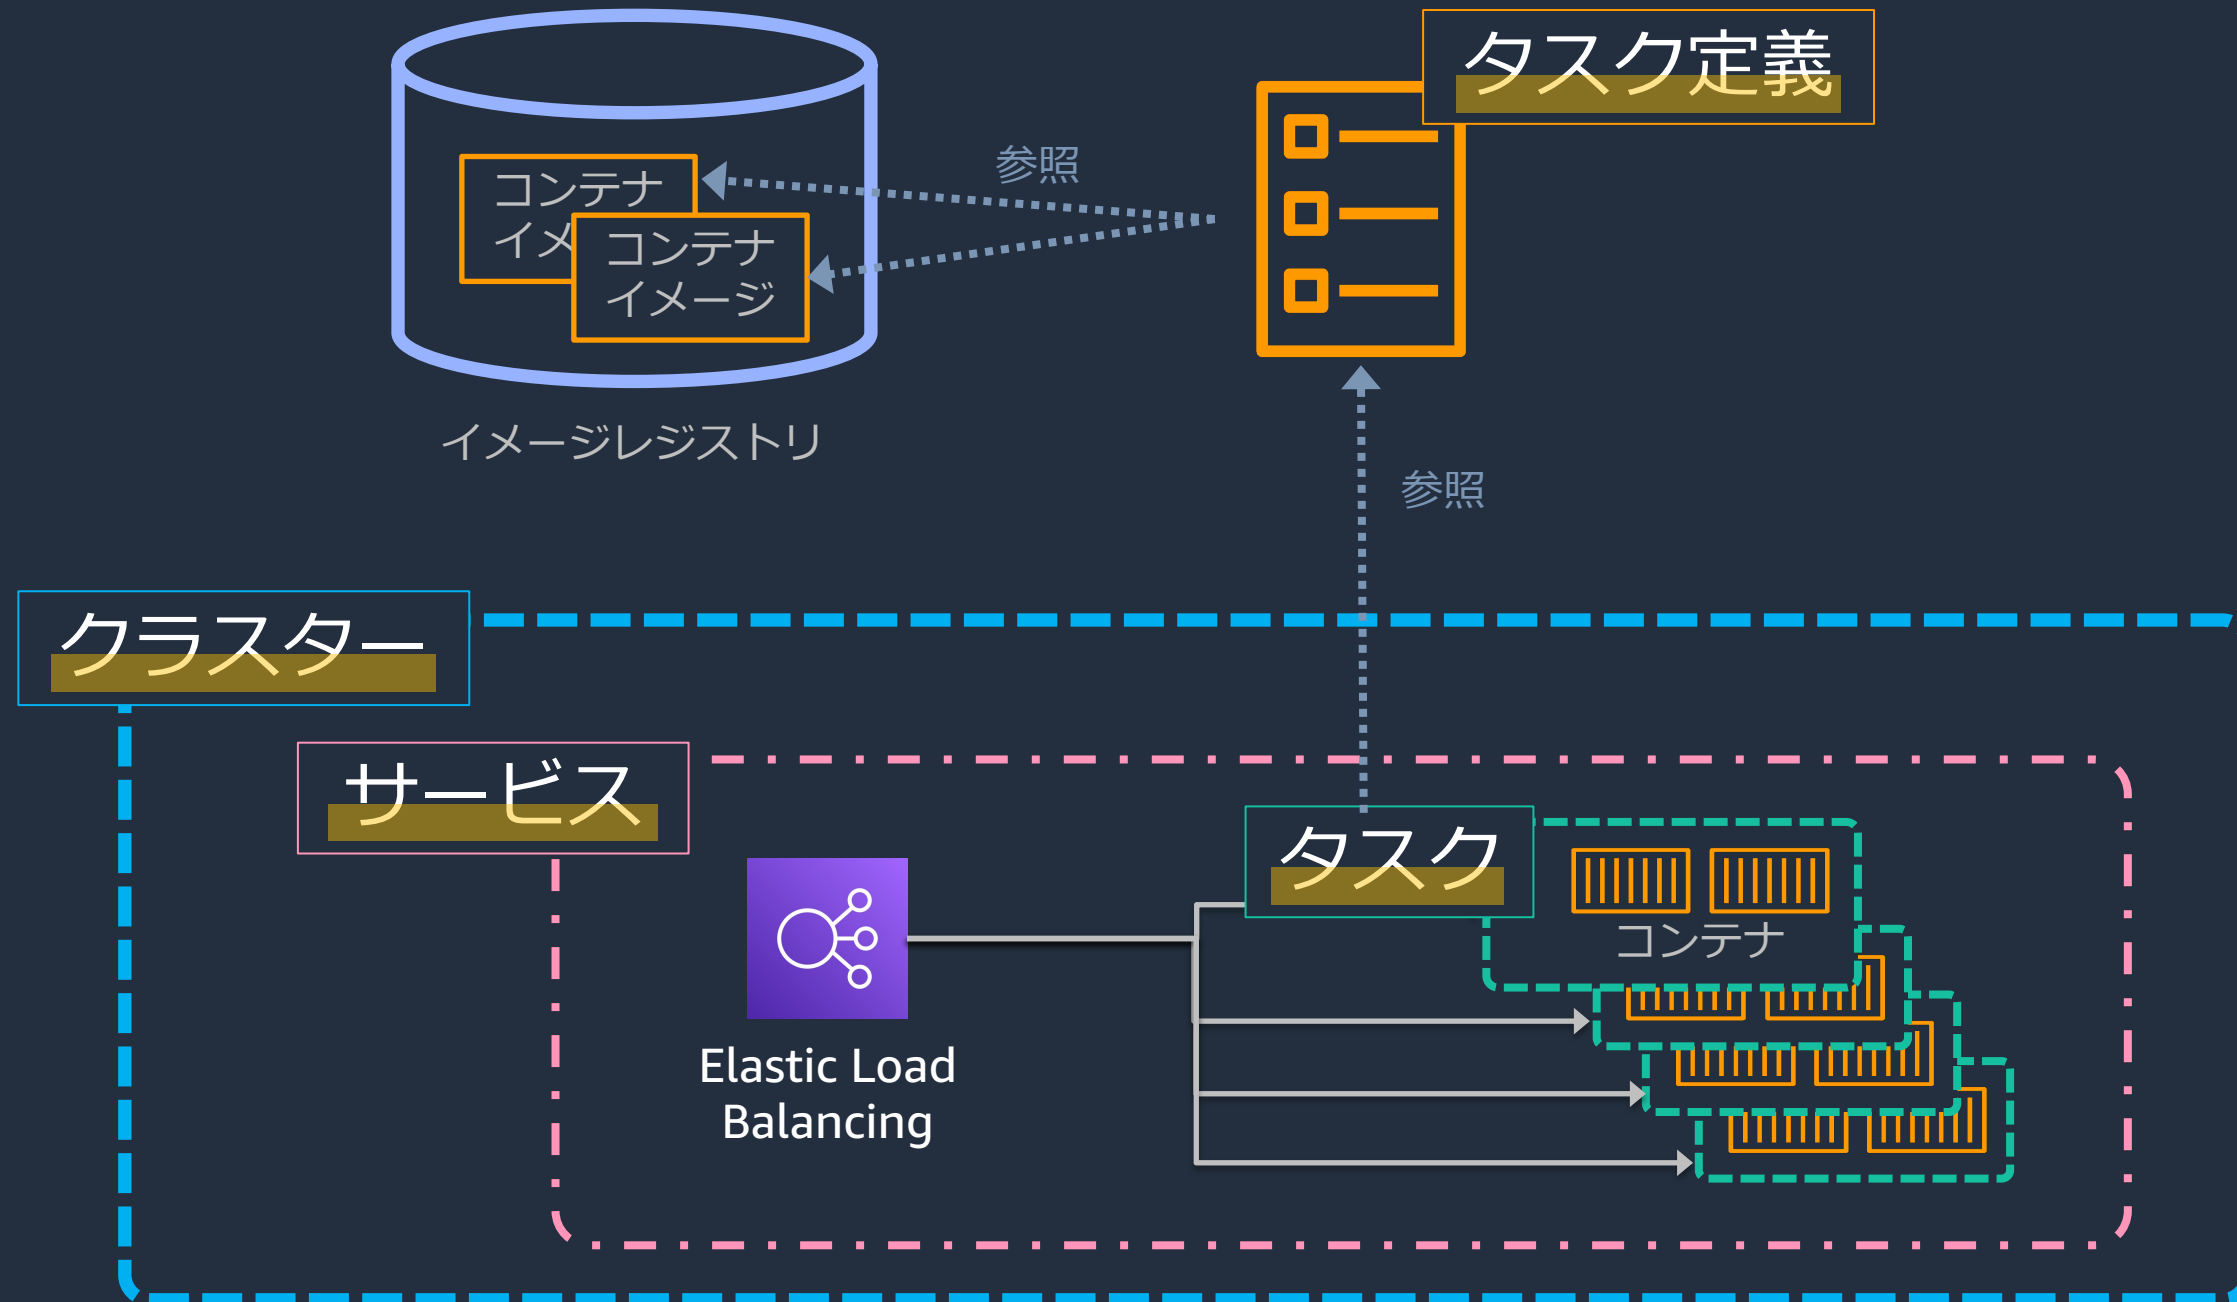 タスク定義
コンテナ
イメ
コンテナ
イメージ
参照
イメージレジストリ
参照
クラスター
サービス
タスク
コンテナ
Elastic Load
Balancing